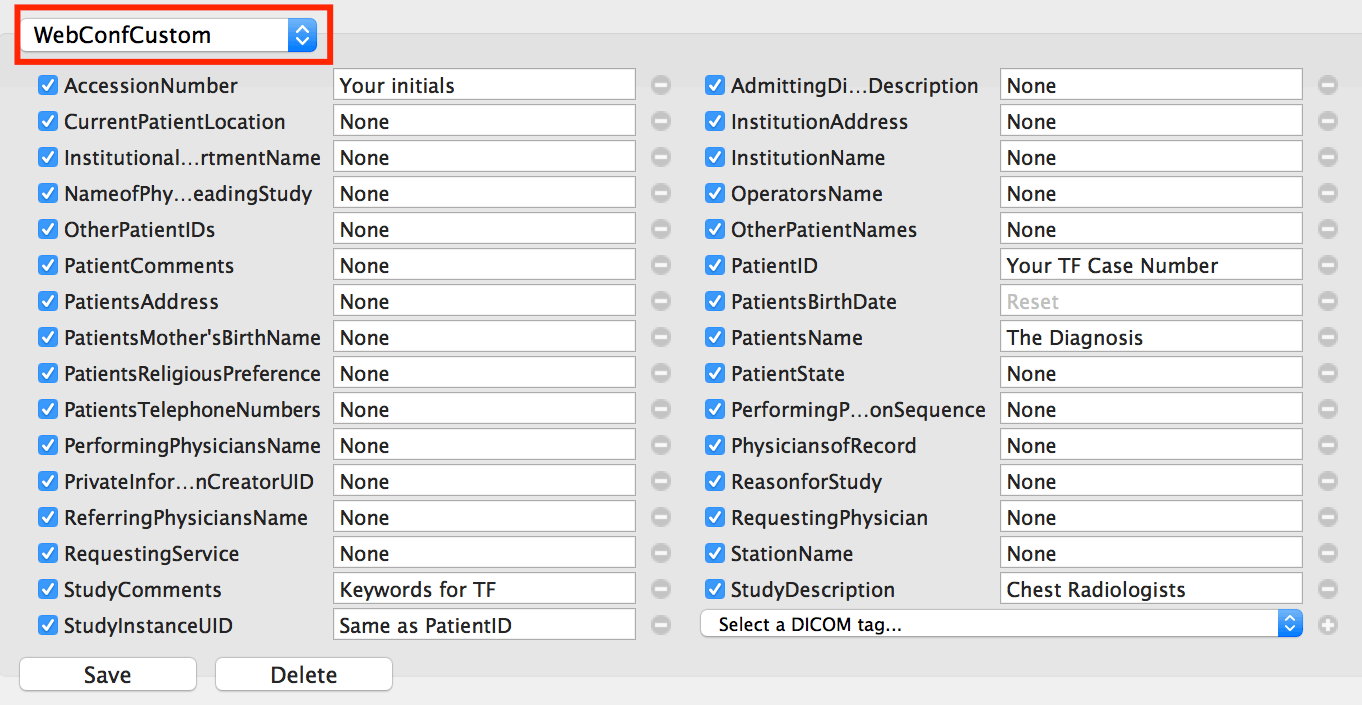 WebConfCustom
AccessionNumber Your initials AdmittingDi...Description None
CurrentPatientLocation None InstitutionAddress None
Institutional...rtmentName None InstitutionName None
NameofPhy...eadingStudy None OperatorsName None
OtherPatientIDs None OtherPatientNames None
PatientComments None PatientID Your TF Case Number
PatientsAddress None PatientsBirthDate Reset
PatientsMother'sBirthName None PatientsName The Diagnosis
PatientsReligiousPreference None PatientState None
PatientsTelephoneNumbers None PerformingP...onSequence None
PerformingPhysiciansName None PhysiciansofRecord None
PrivateInfor...nCreatorUID None ReasonforStudy None
ReferringPhysiciansName None RequestingPhysician None
RequestingService None StationName None
StudyComments Keywords for TF StudyDescription Chest Radiologists
StudyInstanceUID Same as PatientID Select a DICOM tag...
Save Delete